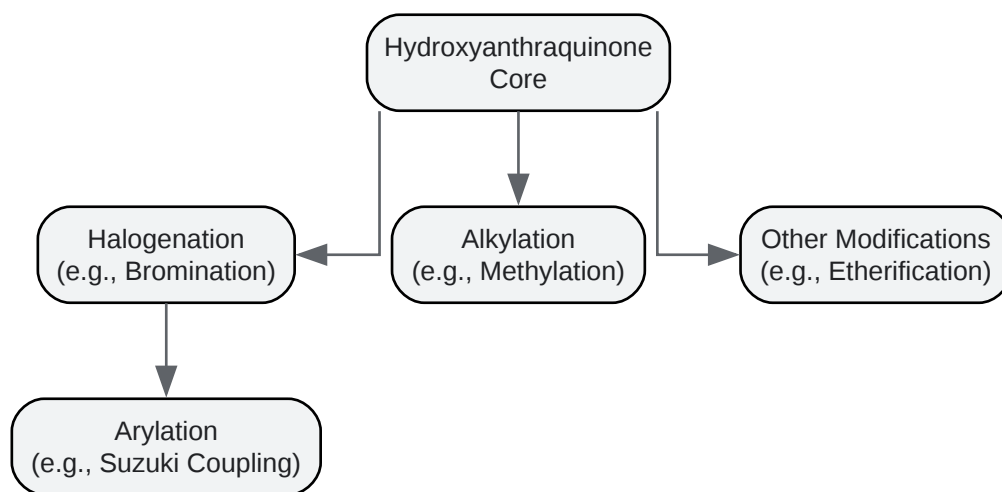 Hydroxyanthraquinone
Core
Halogenation
(e.g., Bromination)
Alkylation
(e.g., Methylation)
Other Modifications
(e.g., Etherification)
Arylation
(e.g., Suzuki Coupling)